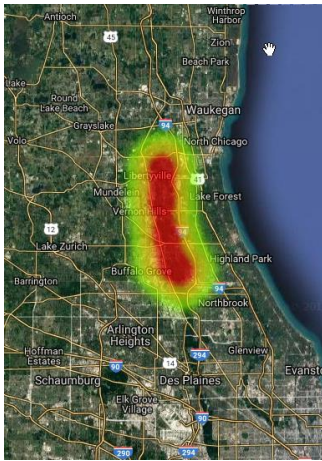 Winthrop
Harbor
Antioch
45
Zion
Beach Park
Lake
Round
Lake Beach
Waukegan
Grayslake
94
Volo
North Chicago
Libertyville
Mundelein
Lake Forest
Vernon Hills
12
94
Lake Zurich
Highland Park
Buffalo Grove
Barrington
94
Northbrook
Arlington
Heights
Hoffman
Estates
294
Glenview
90
14
Schaumburg
Des Plaines
Evanst
Elk Grove
Village
90
290
294